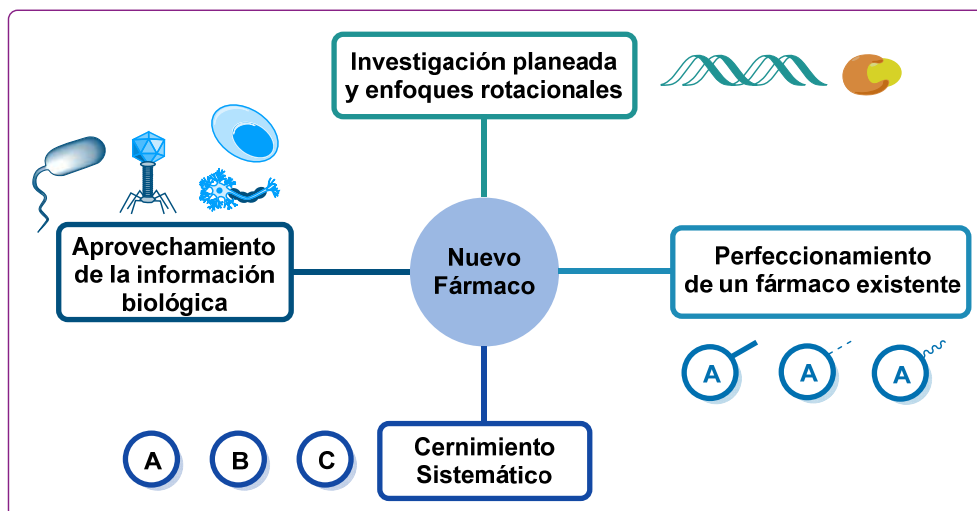 Investigación planeada
y enfoques rotacionales
Aprovechamiento
de la información
biológica
Nuevo
Fármaco
Perfeccionamiento
de un fármaco existente
A
A
A
A
B
C
Cernimiento
Sistemático